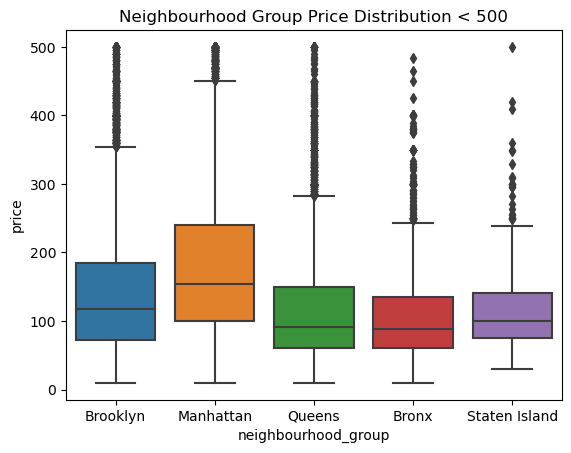 Neighbourhood Group Price Distribution < 500
500
400
300
200
100
0
price
Brooklyn
Manhattan
Queens
Bronx
Staten Island
neighbourhood_group